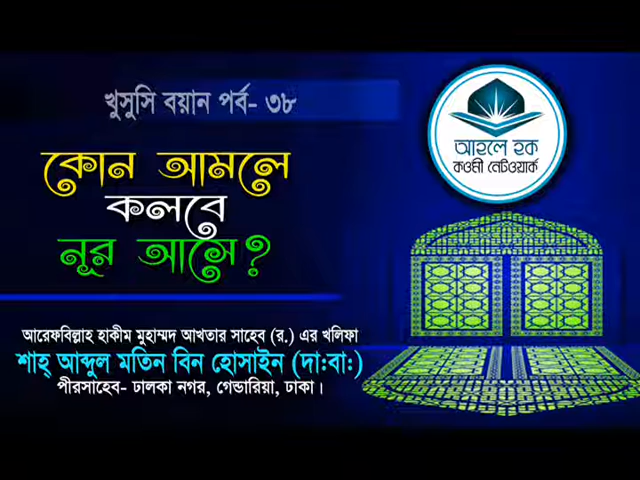 খুসুসি বয়ান পর্ব- ৩৮
কোন আমলে
কলবে
নূর আসে?
আহলে হক
কওমী নেটওয়ার্ক
আরেফবিল্লাহ হাকীম মুহাম্মদ আখতার সাহেব (র.) এর খলিফা
শাহ্ আব্দুল মতিন বিন হোসাইন (দা:বা:)
পীরসাহেব- ঢালকা নগর, গেন্ডারিয়া, ঢাকা।